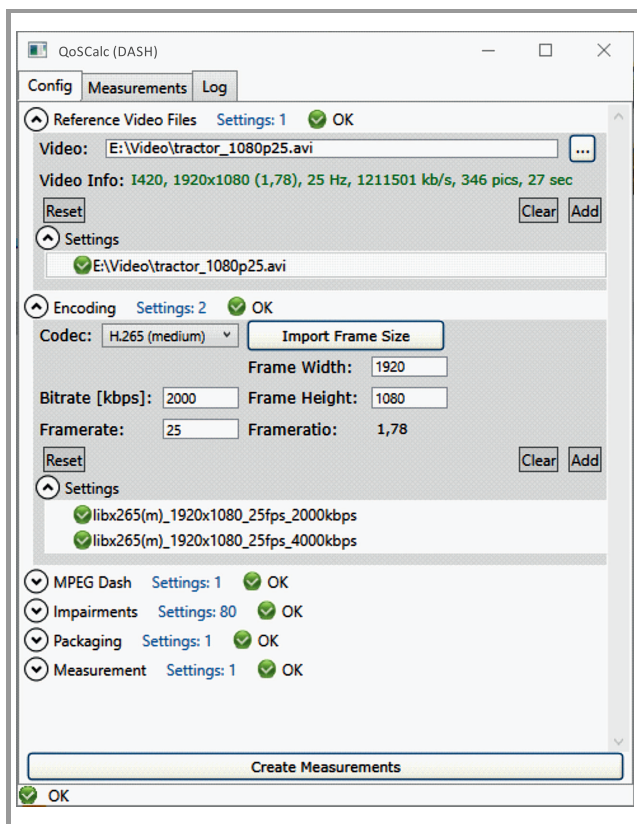 QoSCalc (DASH)
Config Measurements Log
Reference Video Files Settings: 1 OK
Video: E:\Video\tractor_1080p25.avi ...
Video Info: I420, 1920x1080 (1,78), 25 Hz, 1211501 kb/s, 346 pics, 27 sec
Reset Clear Add
Settings
E:\Video\tractor_1080p25.avi
Encoding Settings: 2 OK
Codec: H.265 (medium) Import Frame Size
Frame Width: 1920
Bitrate [kbps]: 2000 Frame Height: 1080
Framerate: 25 Frameratio: 1,78
Reset Clear Add
Settings
libx265(m)_1920x1080_25fps_2000kbps
libx265(m)_1920x1080_25fps_4000kbps
MPEG Dash Settings: 1 OK
Impairments Settings: 80 OK
Packaging Settings: 1 OK
Measurement Settings: 1 OK
Create Measurements
OK